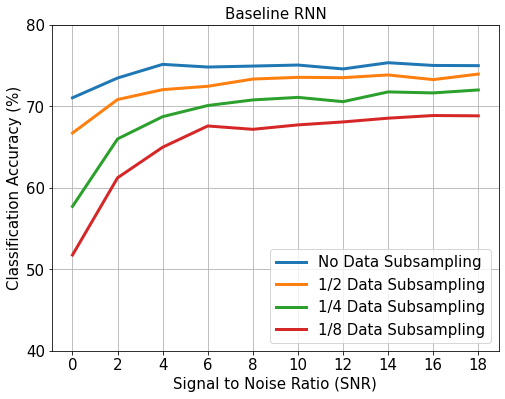 Baseline RNN
Classification Accuracy (%)
80
70
60
50
40
No Data Subsampling
1/2 Data Subsampling
1/4 Data Subsampling
1/8 Data Subsampling
0 2 4 6 8 10 12 14 16 18
Signal to Noise Ratio (SNR)